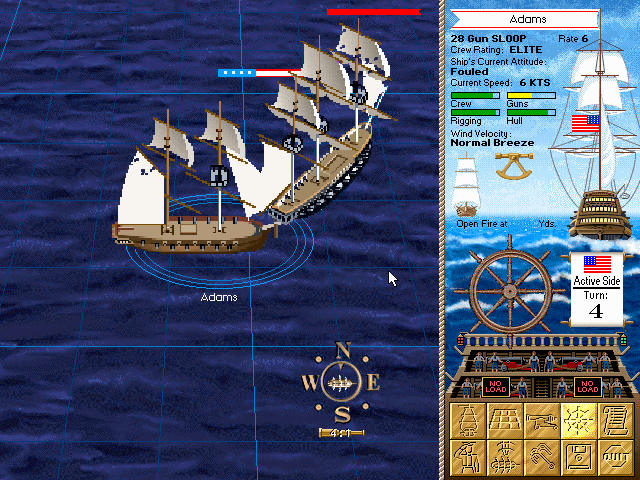 Adams
28 Gun SLOOP Rate 6
Crew Rating: ELITE
Ship's Current Attitude:
Fouled
Current Speed: 6 KTS
Crew Guns
Rigging Hull
Wind Velocity:
Normal Breeze
Open Fire at Yds.
Active Side
Turn:
4
NO LOAD
NO LOAD
QUIT
Adams
N
W E
S